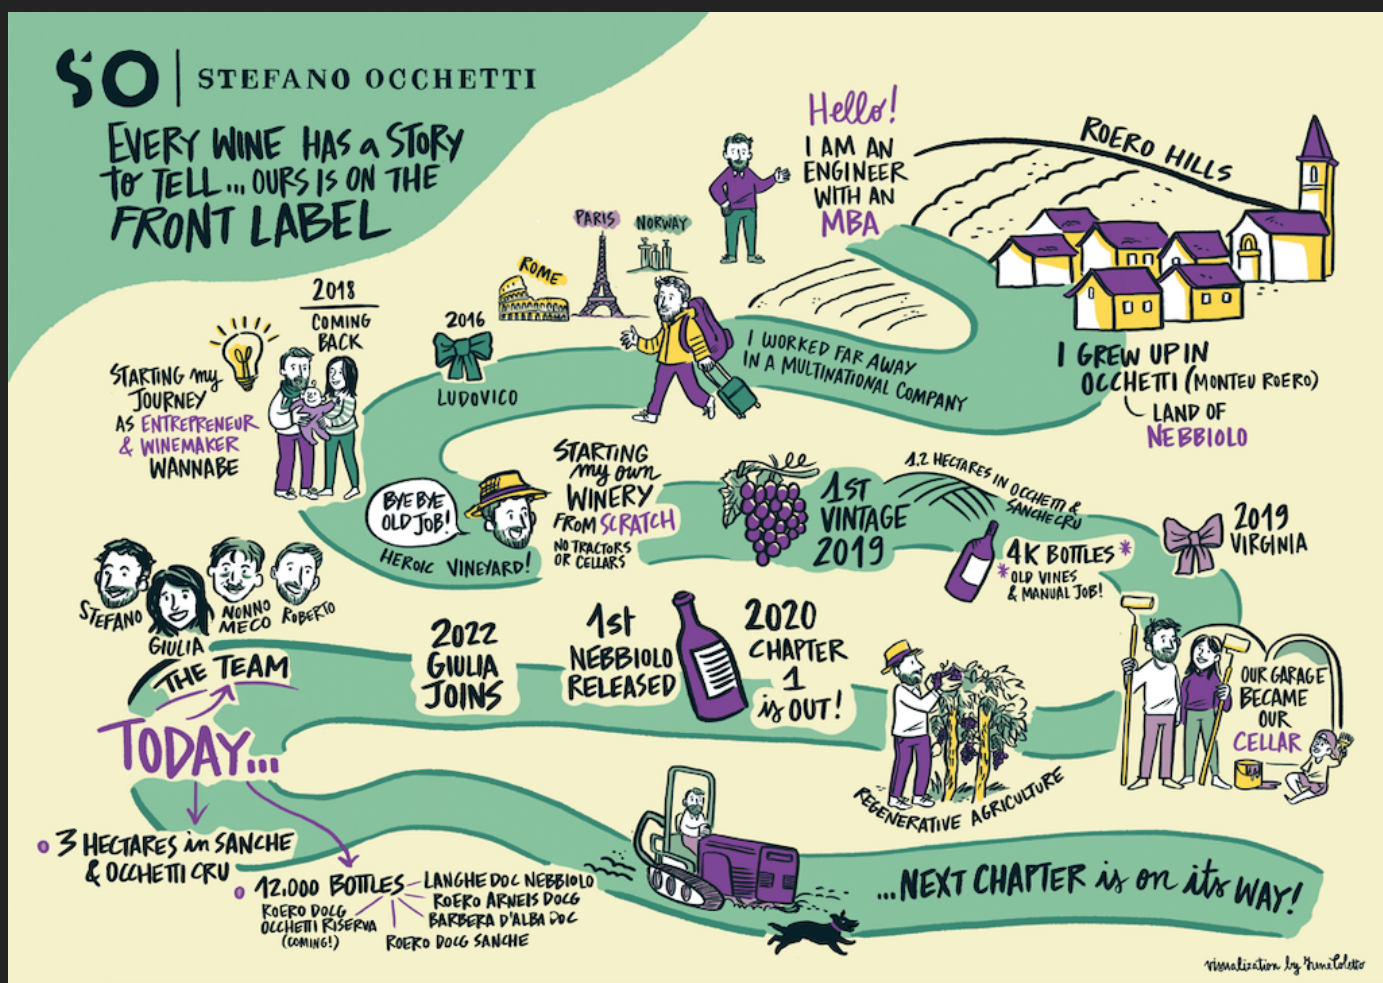 SO | STEFANO OCCHETTI
EVERY WINE HAS a STORY
to TELL... OURS IS ON THE
FRONT LABEL
Hello!
I AM AN
ENGINEER
WITH AN
MBA
ROERO HILLS
I GREW UP IN
OCCHETTI (MONTEU ROERO)
LAND OF
NEBBIOLO
I WORKED FAR AWAY
IN A MULTINATIONAL COMPANY
NORWAY
PARIS
ROME
2016
LUDOVICO
2018
COMING
BACK
STARTING my
JOURNEY
AS ENTREPRENEUR
& WINEMAKER
WANNABE
BYE BYE
OLD JOB!
HEROIC VINEYARD!
STARTING
my own
WINERY
FROM SCRATCH
NO TRACTORS
OR CELLARS
1ST
VINTAGE
2019
1,2 HECTARES IN OCCHETTI &
SANCHE CRU
4K BOTTLES *
* OLD VINES
& MANUAL JOB!
2019
VIRGINIA
OUR GARAGE
BECAME
OUR
CELLAR
REGENERATIVE AGRICULTURE
2020
CHAPTER
1
is OUT!
1st
NEBBIOLO
RELEASED
2022
GIULIA
JOINS
STEFANO
GIULIA
NONNO
MECO
ROBERTO
THE TEAM
TODAY...
3 HECTARES in SANCHE
& OCCHETTI CRU
12.000 BOTTLES
LANGHE DOC NEBBIOLO
ROERO ARNEIS DOCG
BARBERA D'ALBA DOC
ROERO DOCG SANCHE
ROERO DOCG
OCCHETTI RISERVA
(COMING!)
...NEXT CHAPTER is on its WAY!
visualization by Irene Coletto